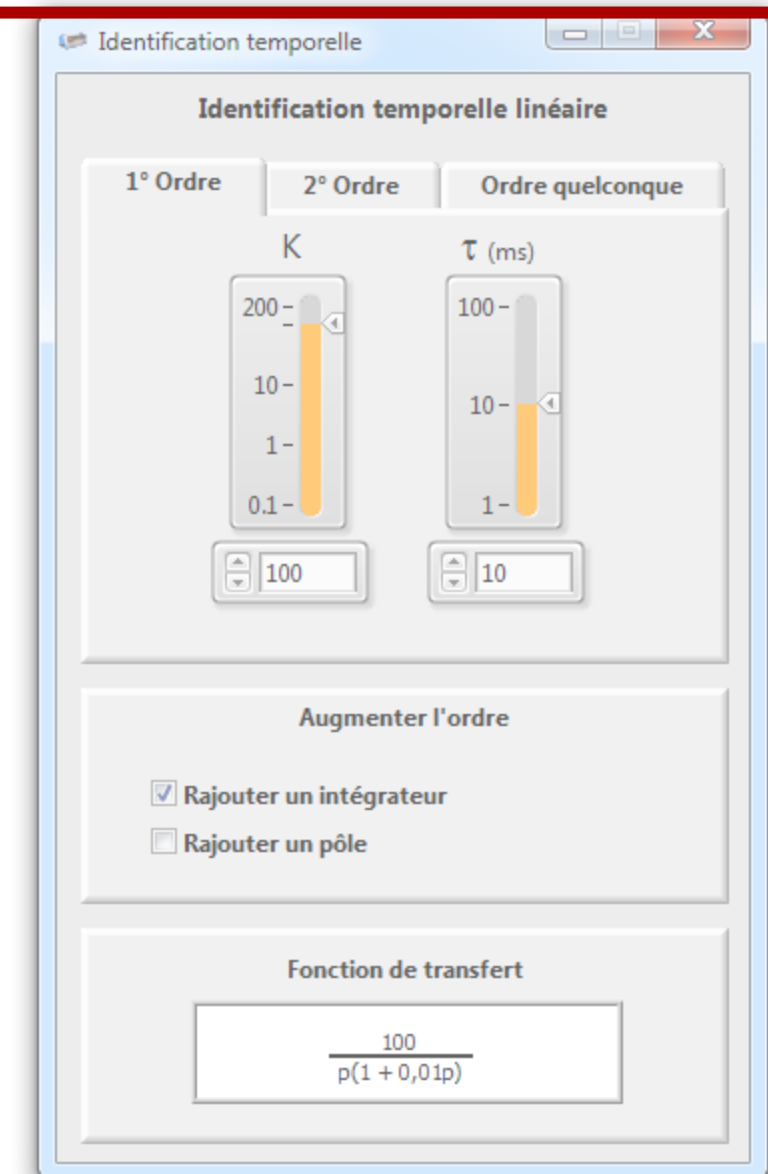 Identification temporelle
Identification temporelle linéaire
1° Ordre
2° Ordre
Ordre quelconque
K
τ (ms)
200
10
1
0.1
100
10
1
100
10
Augmenter l'ordre
Rajouter un intégrateur
Rajouter un pôle
Fonction de transfert
100
p(1 + 0,01p)